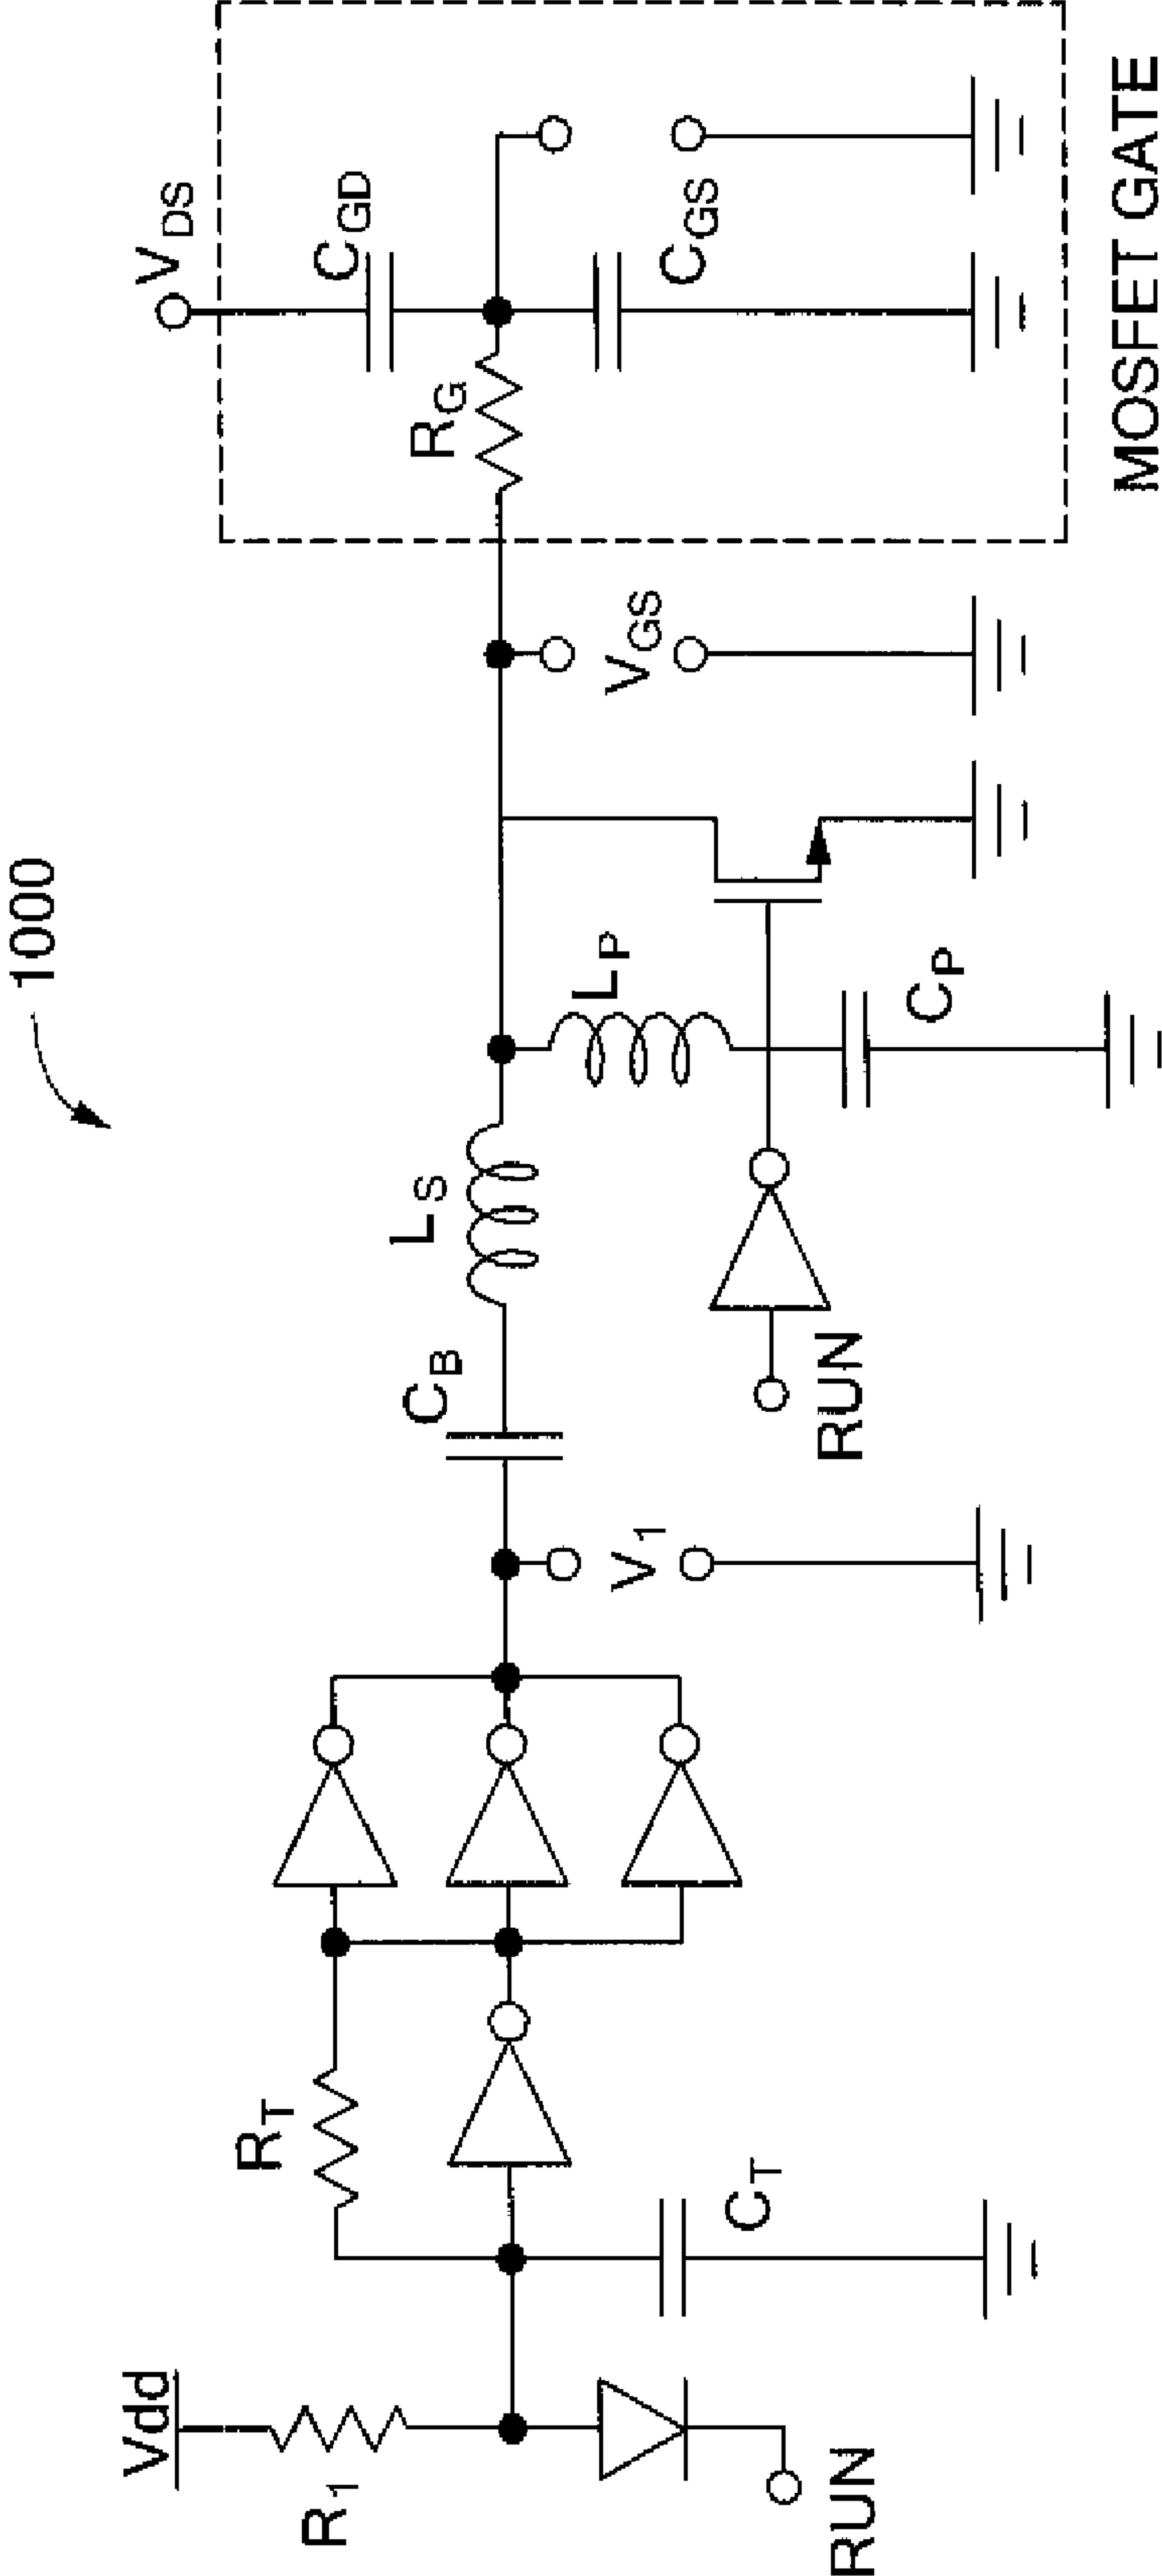 1000
Vdd
R1
RUN
RT
CT
V1
CB
LS
RUN
LP
CP
VGS
RG
VDS
CGD
CGS
MOSFET GATE